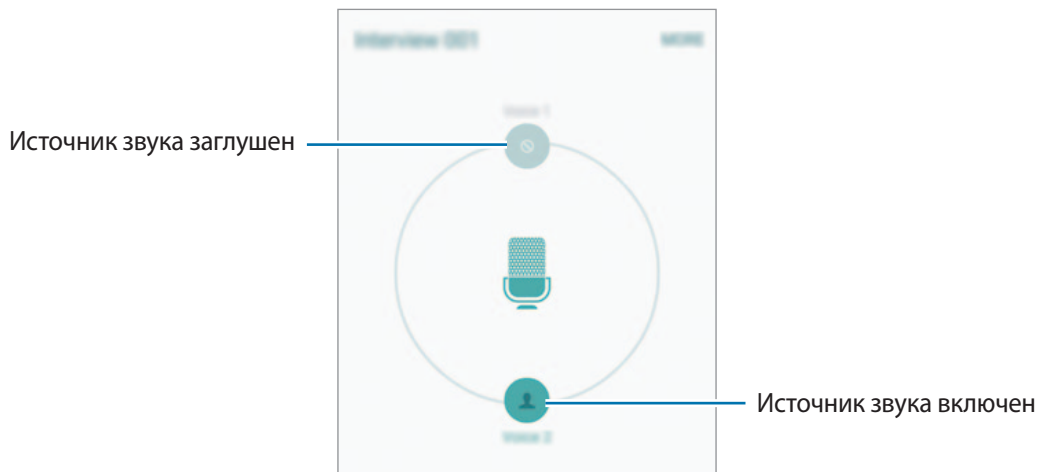 Interview 001
MORE
Voice 1
Источник звука заглушен
Источник звука включен
Voice 2